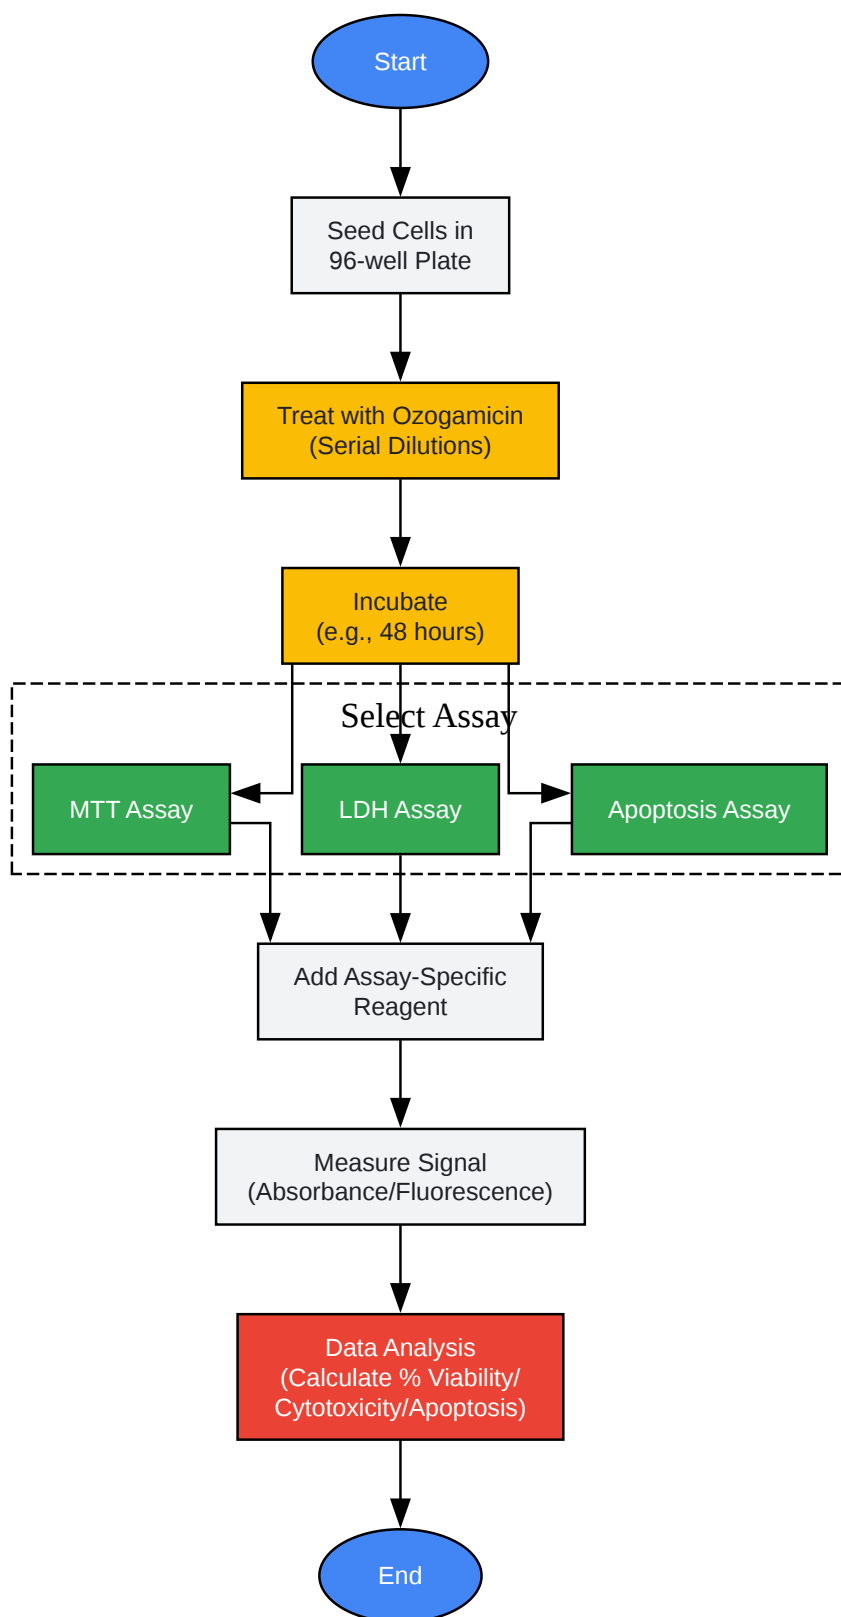 Start
Seed Cells in
96-well Plate
Treat with Ozogamicin
(Serial Dilutions)
Incubate
(e.g., 48 hours)
Select Assay
MTT Assay
LDH Assay
Apoptosis Assay
Add Assay-Specific
Reagent
Measure Signal
(Absorbance/Fluorescence)
Data Analysis
(Calculate % Viability/
Cytotoxicity/Apoptosis)
End